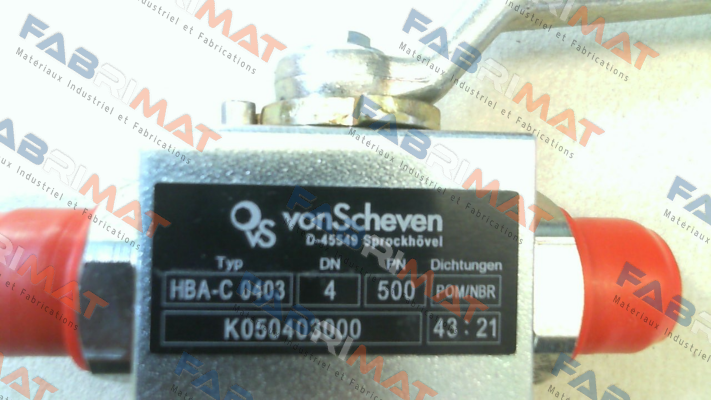 VS vonScheven
D-45549 Sprockhövel
Typ DN PN Dichtungen
HBA-C 0403 4 500 POM/NBR
K050403000 43:21
FABRIMAT
Materiaux Industriel et Fabrications